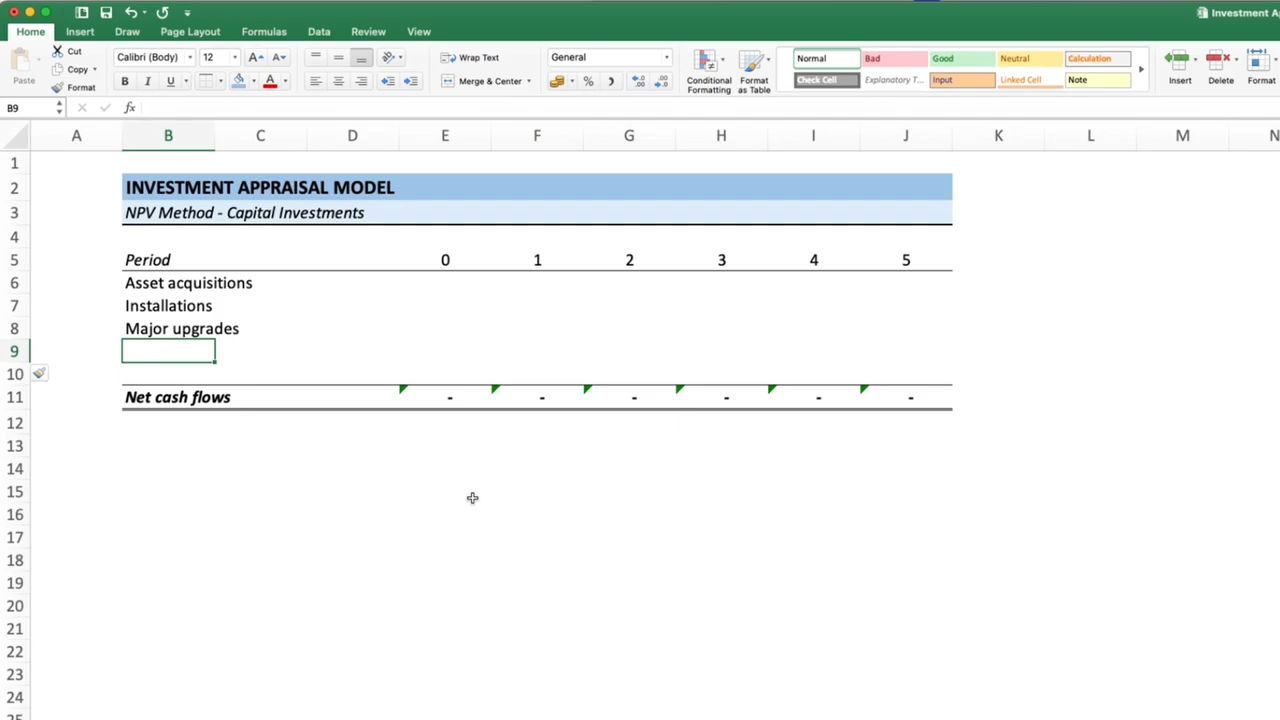 Investment A
Home Insert Draw Page Layout Formulas Data Review View
Paste Cut Calibri (Body) 12 A A Wrap Text General Conditional Formatting Format as Table Normal Bad Good Neutral Calculation Insert Delete Format
Copy
Format B I U A Merge & Center % Check Cell Explanatory T... Input Linked Cell Note
B9 fx
A B C D E F G H I J K L M N
1
2 INVESTMENT APPRAISAL MODEL
3 NPV Method - Capital Investments
4
5 Period 0 1 2 3 4 5
6 Asset acquisitions
7 Installations
8 Major upgrades
9
10
11 Net cash flows - - - - - -
12
13
14
15
16
17
18
19
20
21
22
23
24
25